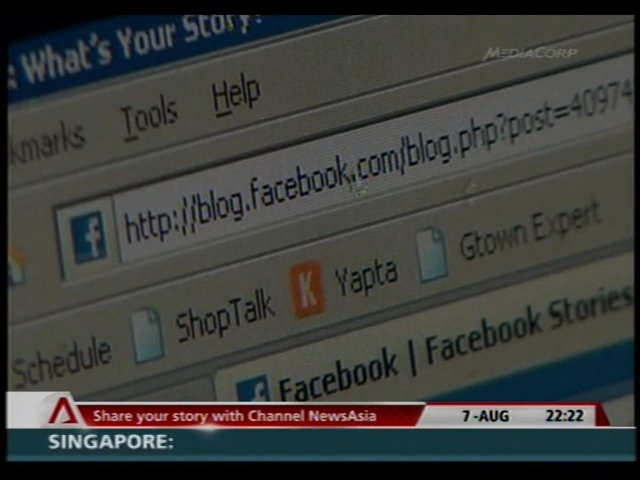 : What's Your Story?
MEDIACORP
kmarks Tools Help
http://blog.facebook.com/blog.php?post=40974
Schedule ShopTalk K Yapta Gtown Expert
Facebook | Facebook Stories
Share your story with Channel NewsAsia 7-AUG 22:22
SINGAPORE: